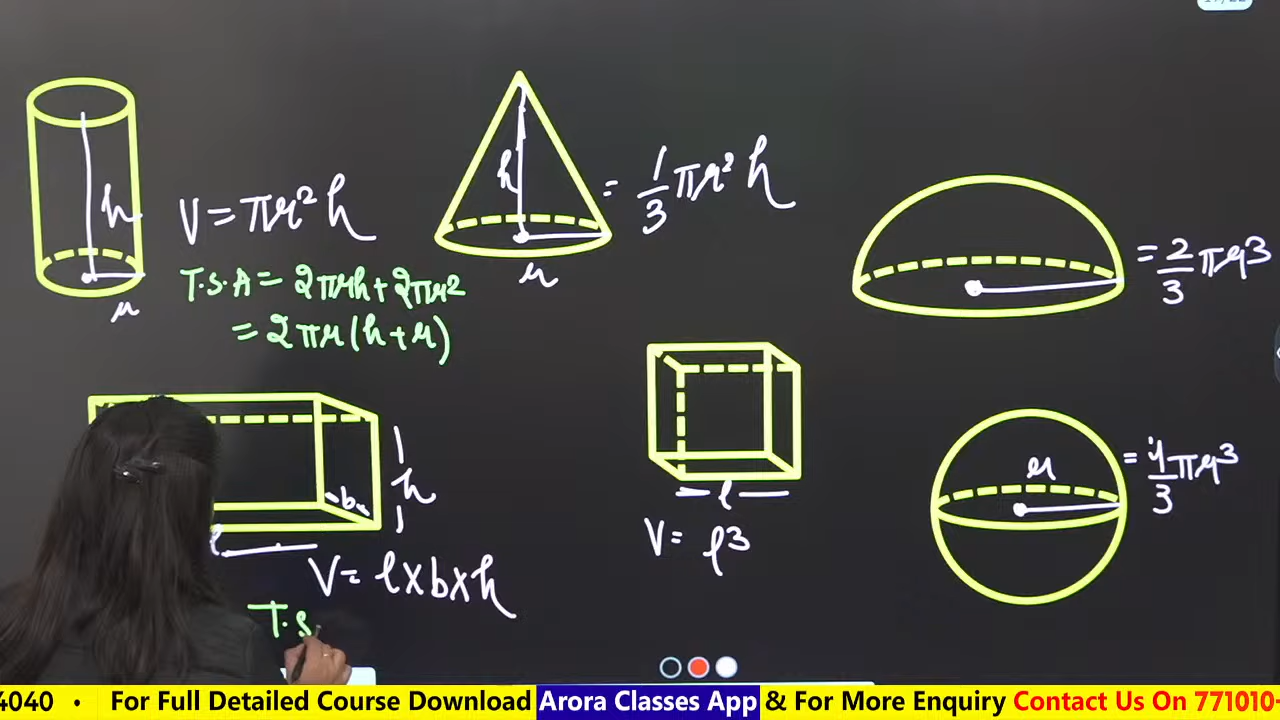 h
r
V = πr² h
T.S.A = 2πrh + 2πr²
= 2πr(h+r)
h
r
= 1/3 πr² h
= 2/3 πr³
h
b
l
V = l×b×h
T.S
l
V = l³
r
= 4/3 πr³
4040 • For Full Detailed Course Download Arora Classes App & For More Enquiry Contact Us On 771010